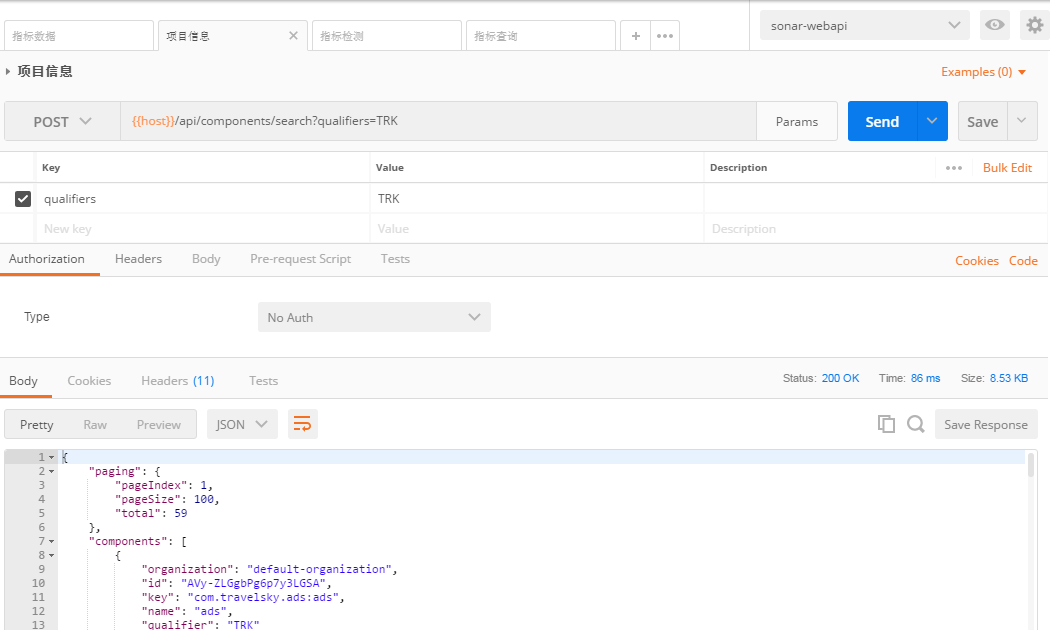 指标数据 项目信息 指标检测 指标查询 sonar-webapi
项目信息 Examples (0)
POST {{host}}/api/components/search?qualifiers=TRK Params Send Save
Key Value Description Bulk Edit
qualifiers TRK
New key Value Description
Authorization Headers Body Pre-request Script Tests Cookies Code
Type No Auth
Body Cookies Headers (11) Tests Status: 200 OK Time: 86 ms Size: 8.53 KB
Pretty Raw Preview JSON Save Response
1 {
2 "paging": {
3 "pageIndex": 1,
4 "pageSize": 100,
5 "total": 59
6 },
7 "components": [
8 {
9 "organization": "default-organization",
10 "id": "AVy-ZLGgbPg6p7y3LGSA",
11 "key": "com.travelsky.ads:ads",
12 "name": "ads",
13 "qualifier": "TRK"